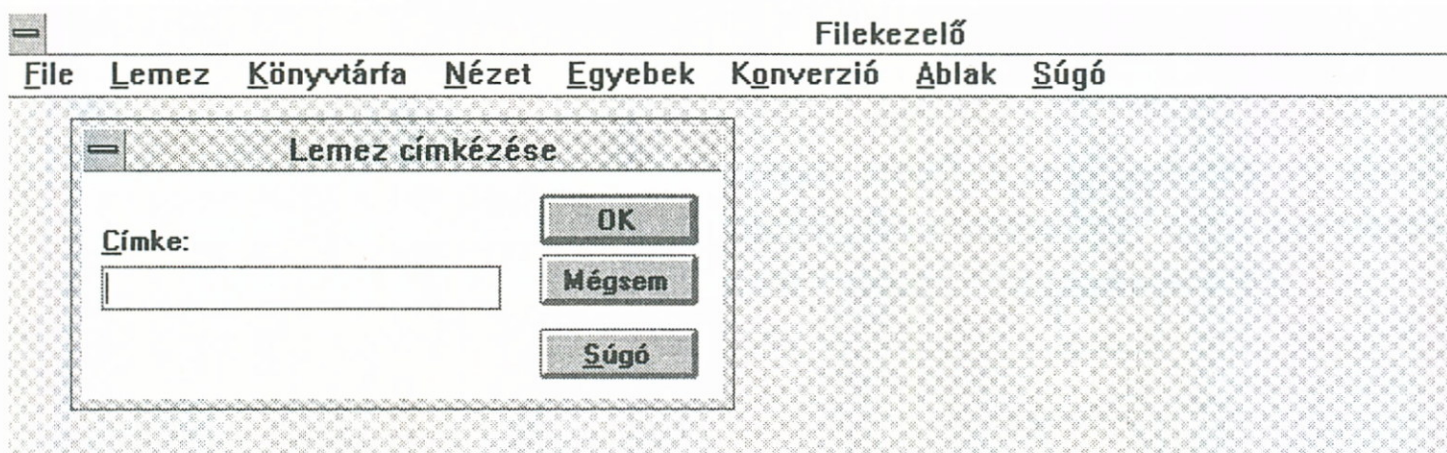 Filekezelő
File Lemez Könyvtárfa Nézet Egyebek Konverzió Ablak Súgó
Lemez címkézése
OK
Címke:
Mégsem
Súgó